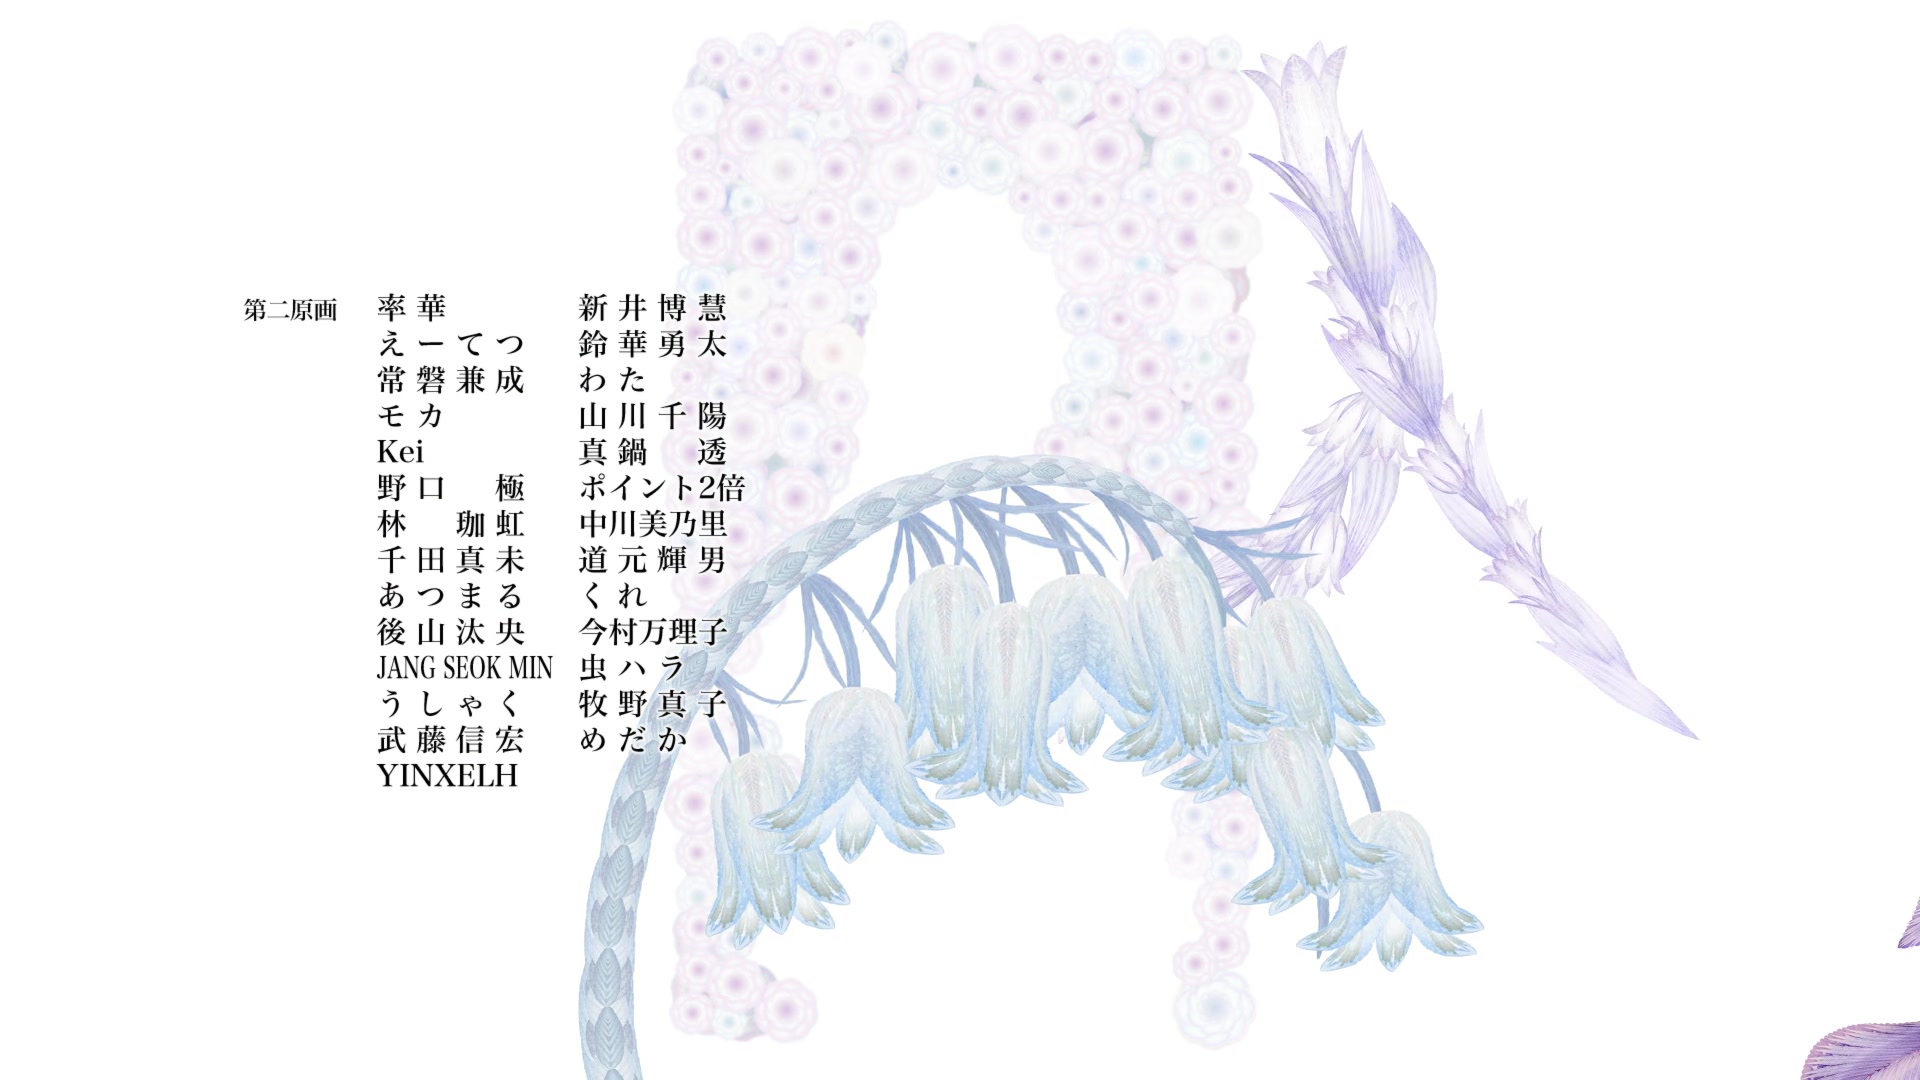 第二原画 率華 新井博慧
えーてつ 鈴華勇太
常磐兼成 わた
モカ 山川千陽
Kei 真鍋 透
野口 極 ポイント2倍
林 珈虹 中川美乃里
千田真未 道元輝男
あつまる くれ
後山汰央 今村万理子
JANG SEOK MIN 虫ハラ
うしゃく 牧野真子
武藤信宏 めだか
YINXELH